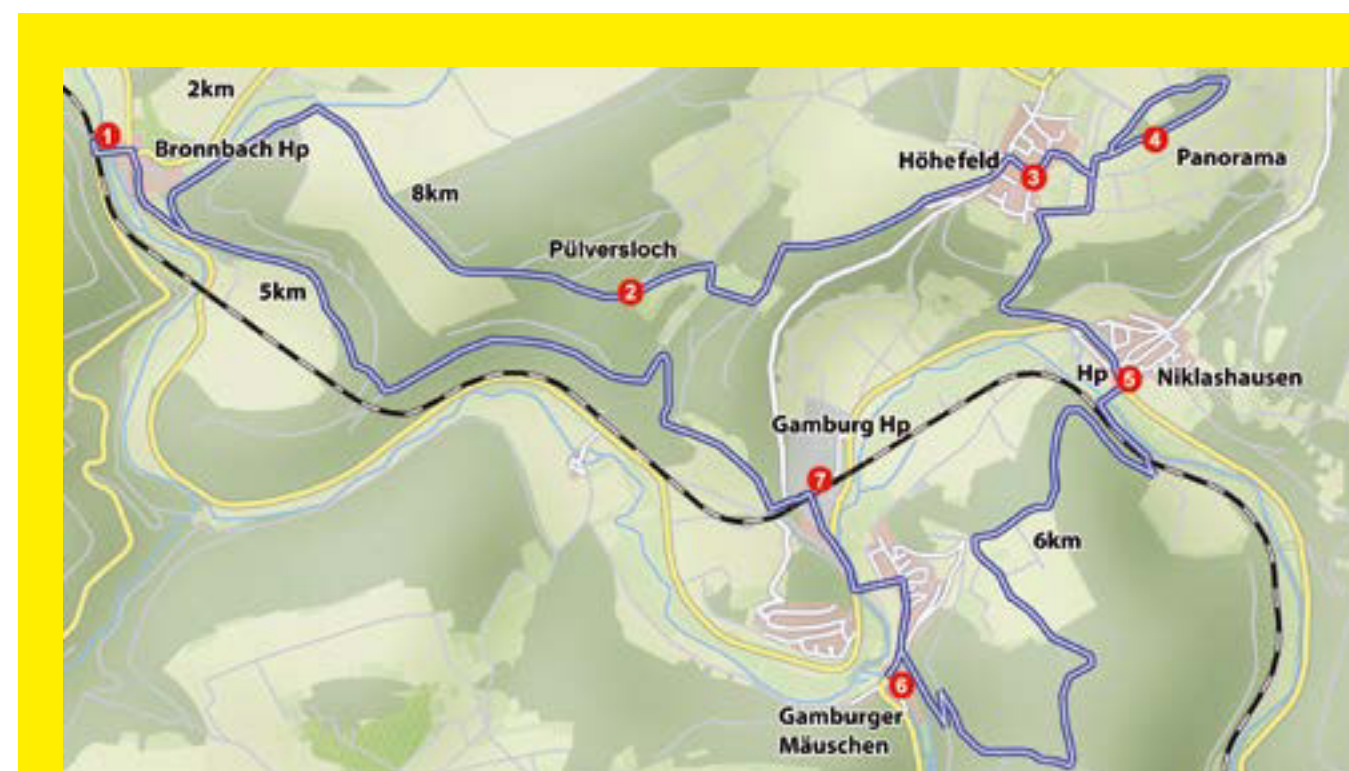 2km
1
Bronnbach Hp
4
Höhefeld
Panorama
3
8km
Pülversloch
2
5km
Hp
5
Niklashausen
Gamburg Hp
7
6km
6
Gamburger
Mäuschen